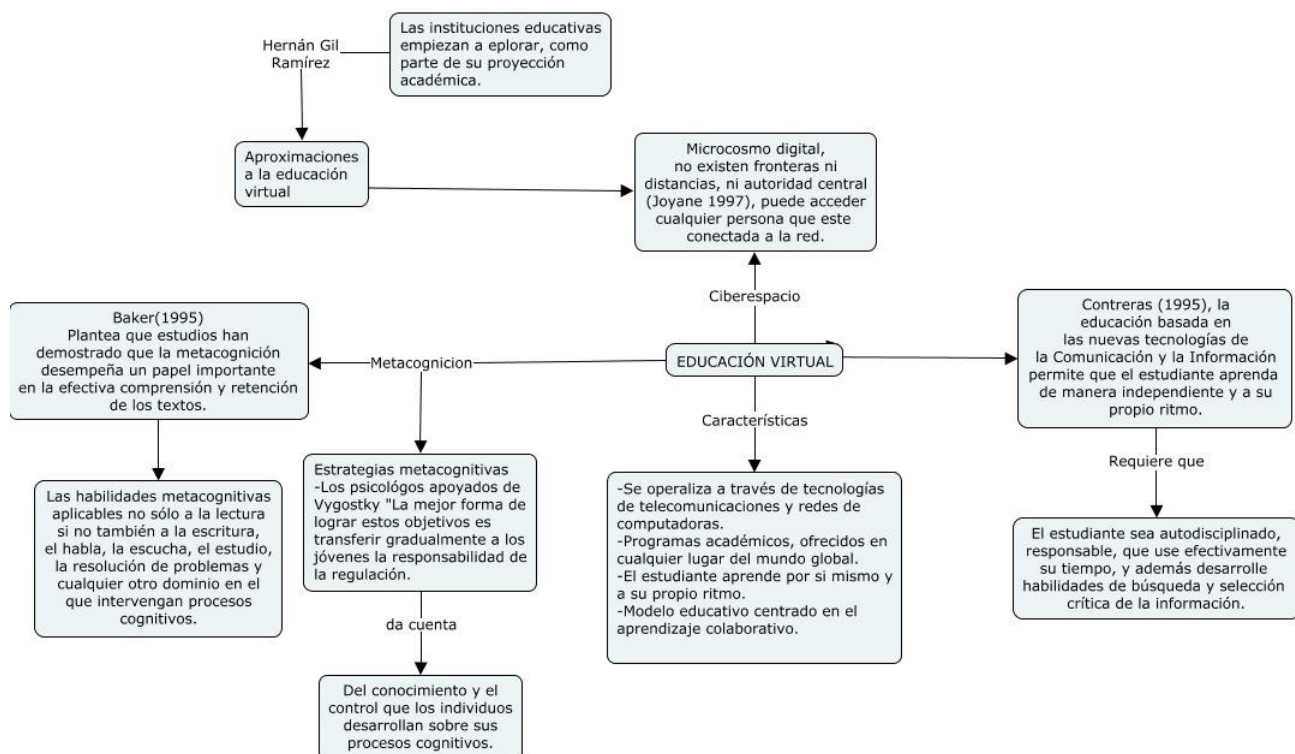 Las instituciones educativas
empiezan a eplorar, como
parte de su proyección
académica.
Hernán Gil
Ramírez
Aproximaciones
a la educación
virtual
Microcosmo digital,
no existen fronteras ni
distancias, ni autoridad central
(Joyane 1997), puede acceder
cualquier persona que este
conectada a la red.
Ciberespacio
Baker(1995)
Plantea que estudios han
demostrado que la metacognición
desempeña un papel importante
en la efectiva comprensión y retención
de los textos.
Metacognicion
EDUCACIÓN VIRTUAL
Contreras (1995), la
educación basada en
las nuevas tecnologías de
la Comunicación y la Información
permite que el estudiante aprenda
de manera independiente y a su
propio ritmo.
Características
Requiere que
Las habilidades metacognitivas
aplicables no sólo a la lectura
si no también a la escritura,
el habla, la escucha, el estudio,
la resolución de problemas y
cualquier otro dominio en el
que intervengan procesos
cognitivos.
Estrategias metacognitivas
-Los psicológos apoyados de
Vygostky "La mejor forma de
lograr estos objetivos es
transferir gradualmente a los
jóvenes la responsabilidad de
la regulación.
-Se operaliza a través de tecnologías
de telecomunicaciones y redes de
computadoras.
-Programas académicos, ofrecidos en
cualquier lugar del mundo global.
-El estudiante aprende por si mismo y
a su propio ritmo.
-Modelo educativo centrado en el
aprendizaje colaborativo.
El estudiante sea autodisciplinado,
responsable, que use efectivamente
su tiempo, y además desarrolle
habilidades de búsqueda y selección
crítica de la información.
da cuenta
Del conocimiento y el
control que los individuos
desarrollan sobre sus
procesos cognitivos.